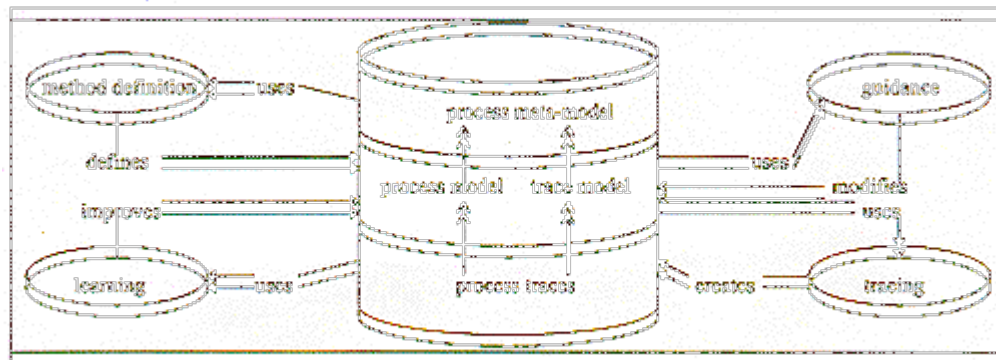 method definition uses guidance
process meta-model
defines uses
process model trace model modifies
improves uses
learning uses process traces creates tracing